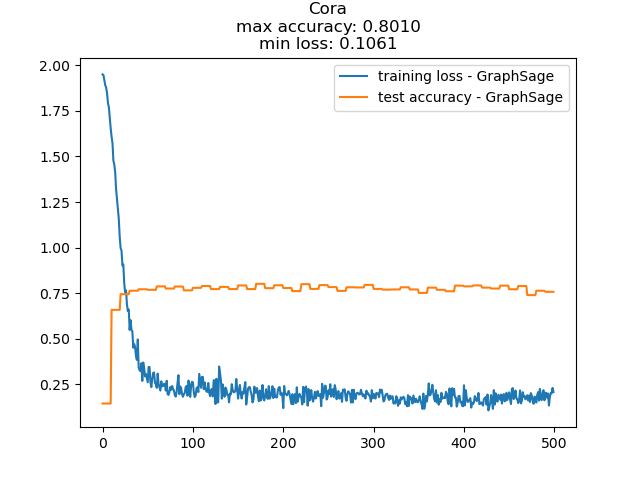 Cora
max accuracy: 0.8010
min loss: 0.1061
2.00
1.75
1.50
1.25
1.00
0.75
0.50
0.25
training loss - GraphSage
test accuracy - GraphSage
0
100
200
300
400
500